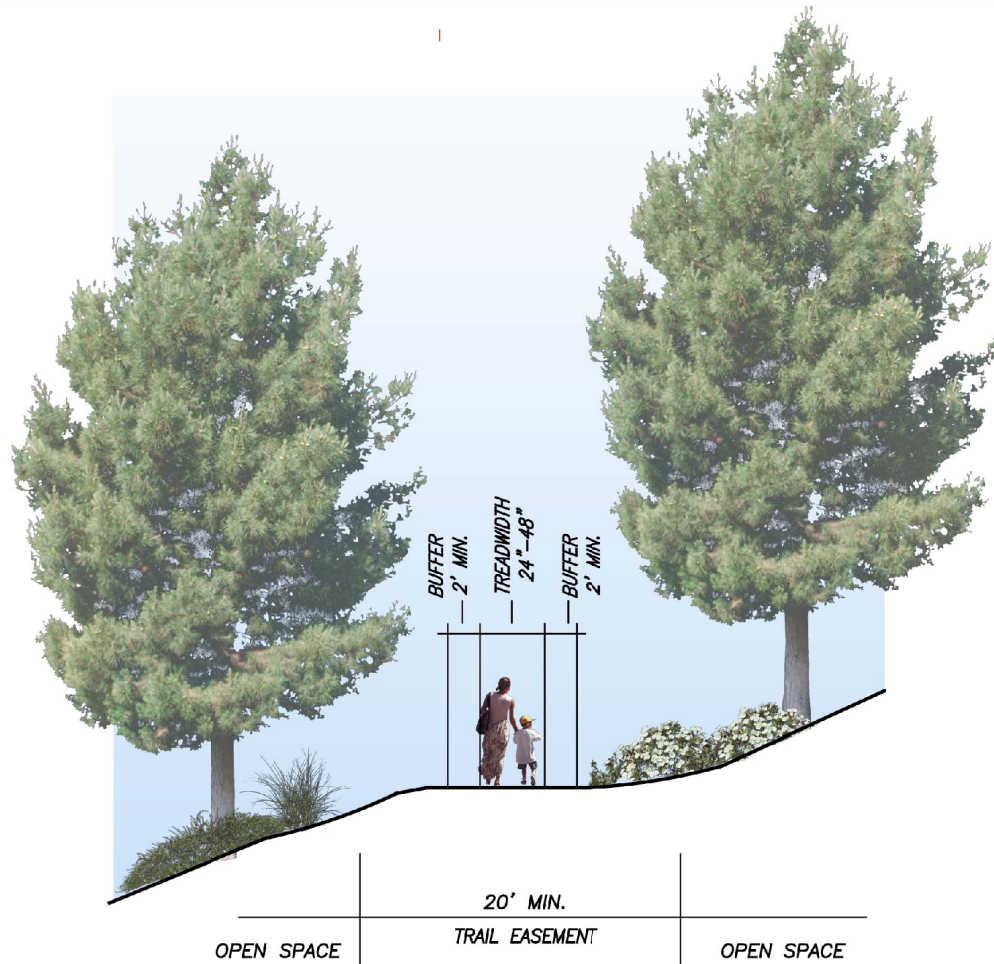 BUFFER
2' MIN.
TREADWIDTH
24"-48"
BUFFER
2' MIN.
20' MIN.
TRAIL EASEMENT
OPEN SPACE
OPEN SPACE